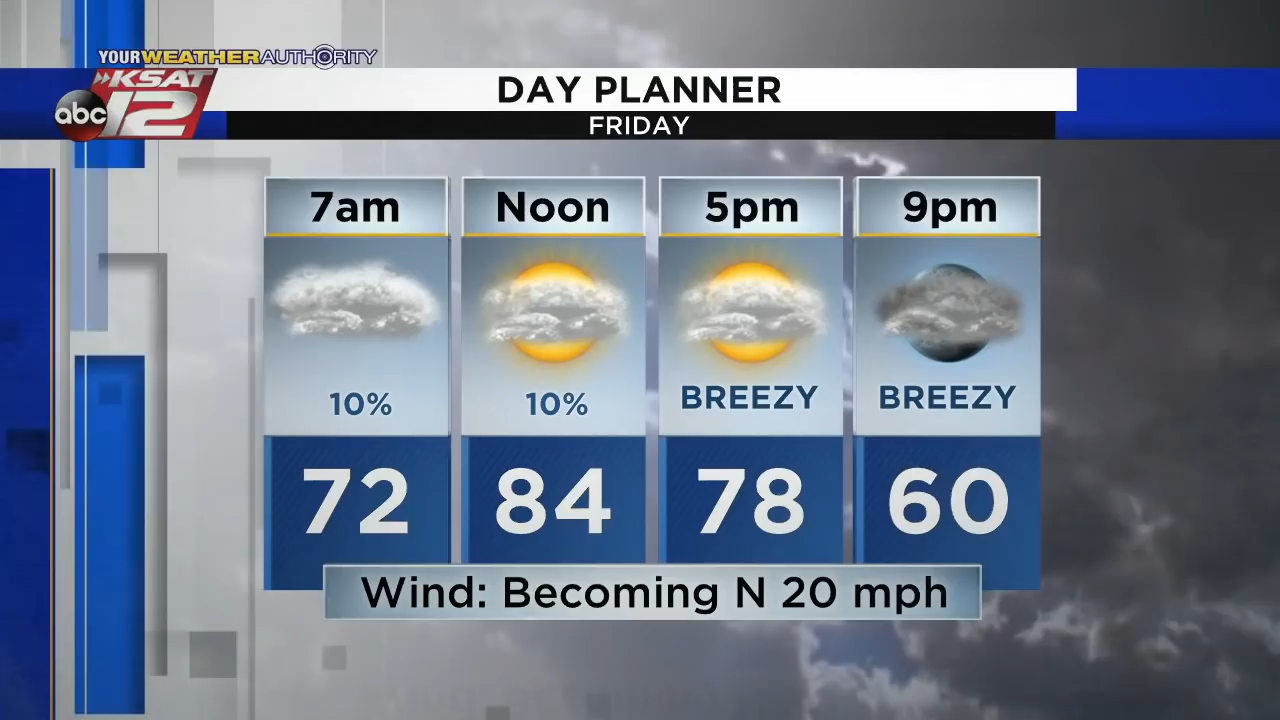 YOURWEATHERAUTHORITY
KSAT
abc 12
DAY PLANNER
FRIDAY
7am Noon 5pm 9pm
10% 10% BREEZY BREEZY
72 84 78 60
Wind: Becoming N 20 mph